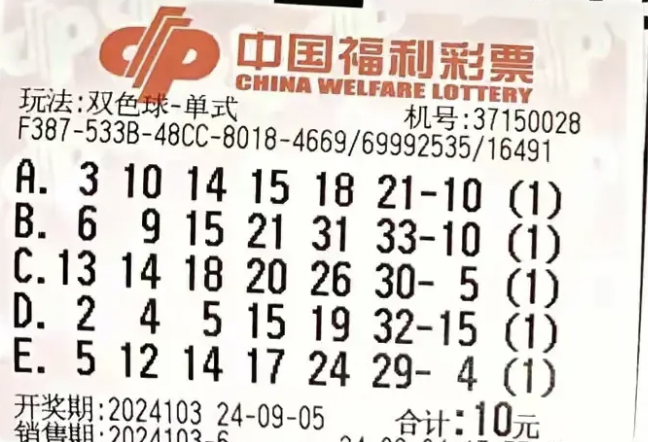 中国福利彩票
CHINA WELFARE LOTTERY
玩法:双色球-单式 机号:37150028
F387-533B-48CC-8018-4669/69992535/16491
A. 3 10 14 15 18 21-10 (1)
B. 6 9 15 21 31 33-10 (1)
C.13 14 18 20 26 30- 5 (1)
D. 2 4 5 15 19 32-15 (1)
E. 5 12 14 17 24 29- 4 (1)
开奖期:2024103 24-09-05 合计:10元
销售期:2024103-6